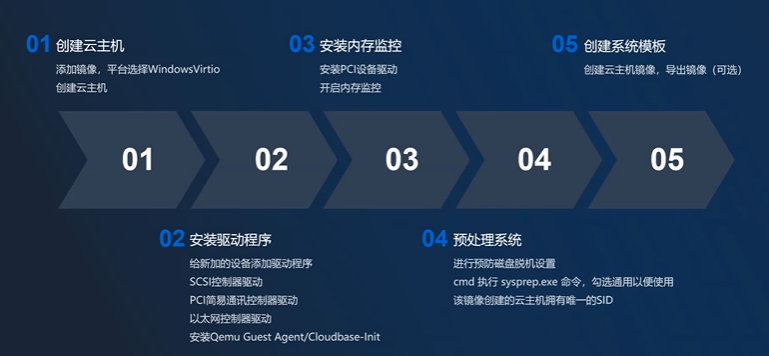 01 创建云主机
添加镜像，平台选择WindowsVirtio
创建云主机
03 安装内存监控
安装PCI设备驱动
开启内存监控
05 创建系统模板
创建云主机镜像，导出镜像（可选）
01
02
03
04
05
02 安装驱动程序
给新加的设备添加驱动程序
SCSI控制器驱动
PCI简易通讯控制器驱动
以太网控制器驱动
安装Qemu Guest Agent/Cloudbase-Init
04 预处理系统
进行预防磁盘脱机设置
cmd 执行 sysprep.exe 命令，勾选通用以便使用
该镜像创建的云主机拥有唯一的SID